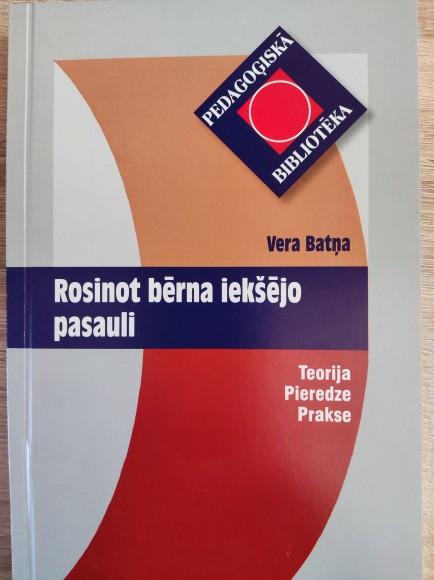 PEDAGOĢISKĀ
BIBLIOTĒKA
Vera Batņa
Rosinot bērna iekšējo
pasauli
Teorija
Pieredze
Prakse